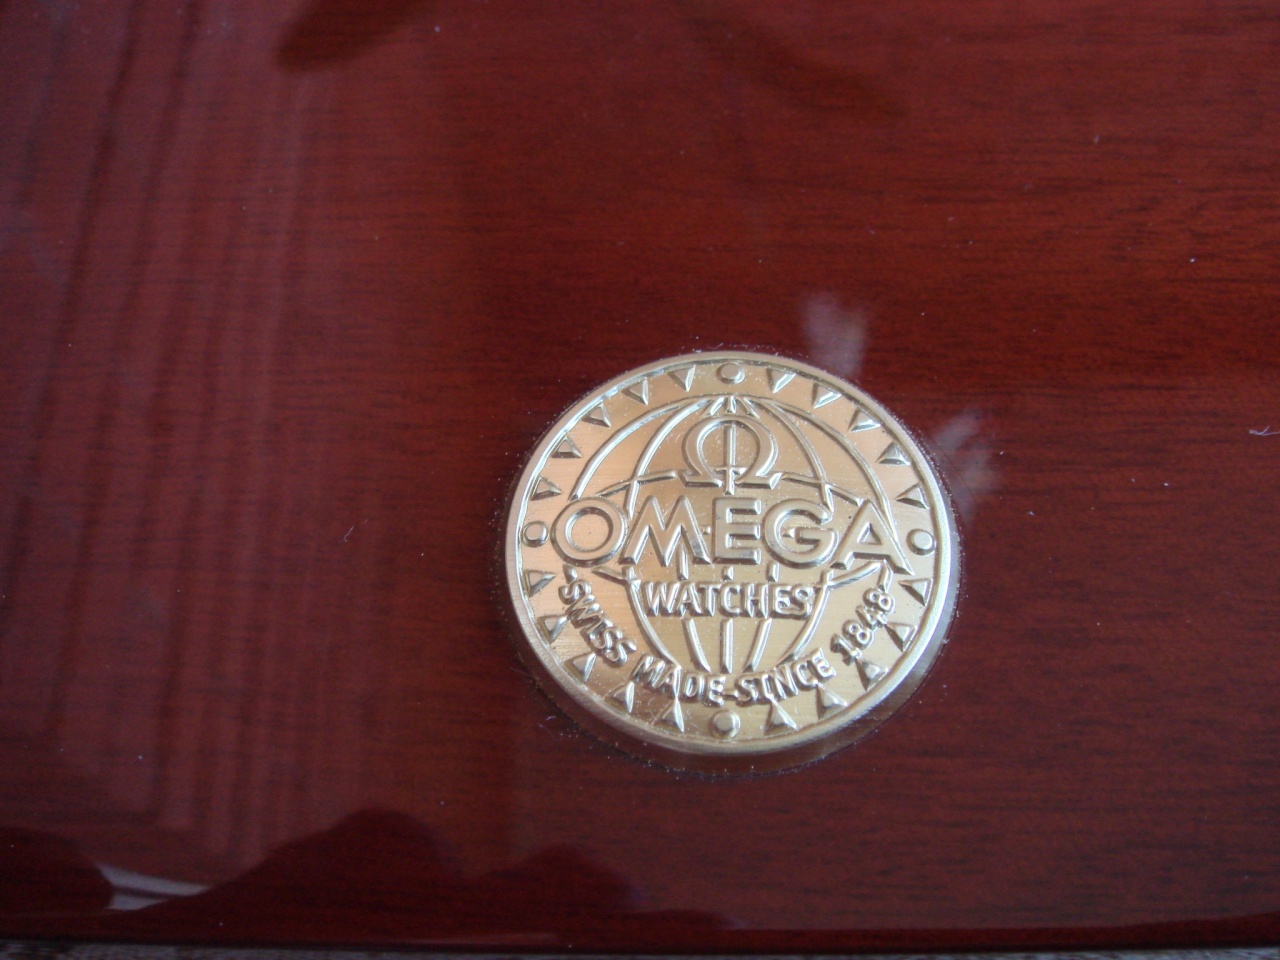 Ω
OMEGA
WATCHES
SWISS MADE-SINCE 1848